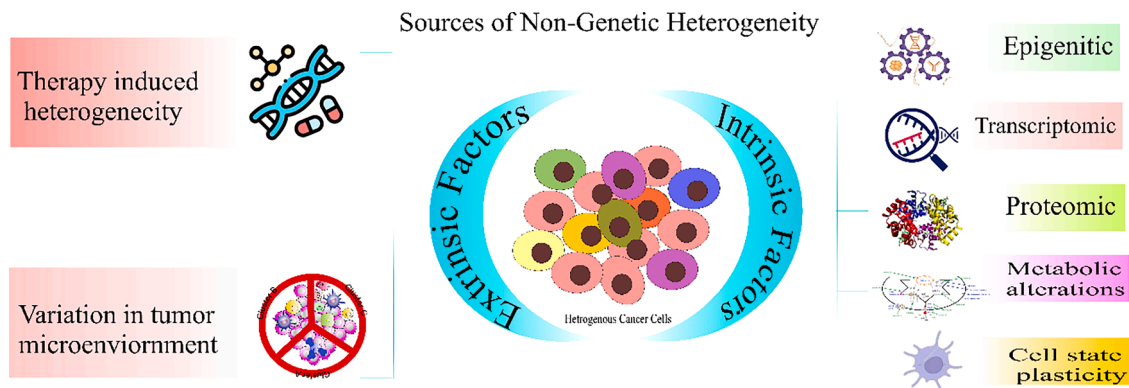 Sources of Non-Genetic Heterogeneity
Therapy induced
heterogenecity
Variation in tumor
microenviornment
Extrinsic Factors
Intrinsic Factors
Hetrogenous Cancer Cells
Epigenitic
Transcriptomic
Proteomic
Metabolic
alterations
Cell state
plasticity